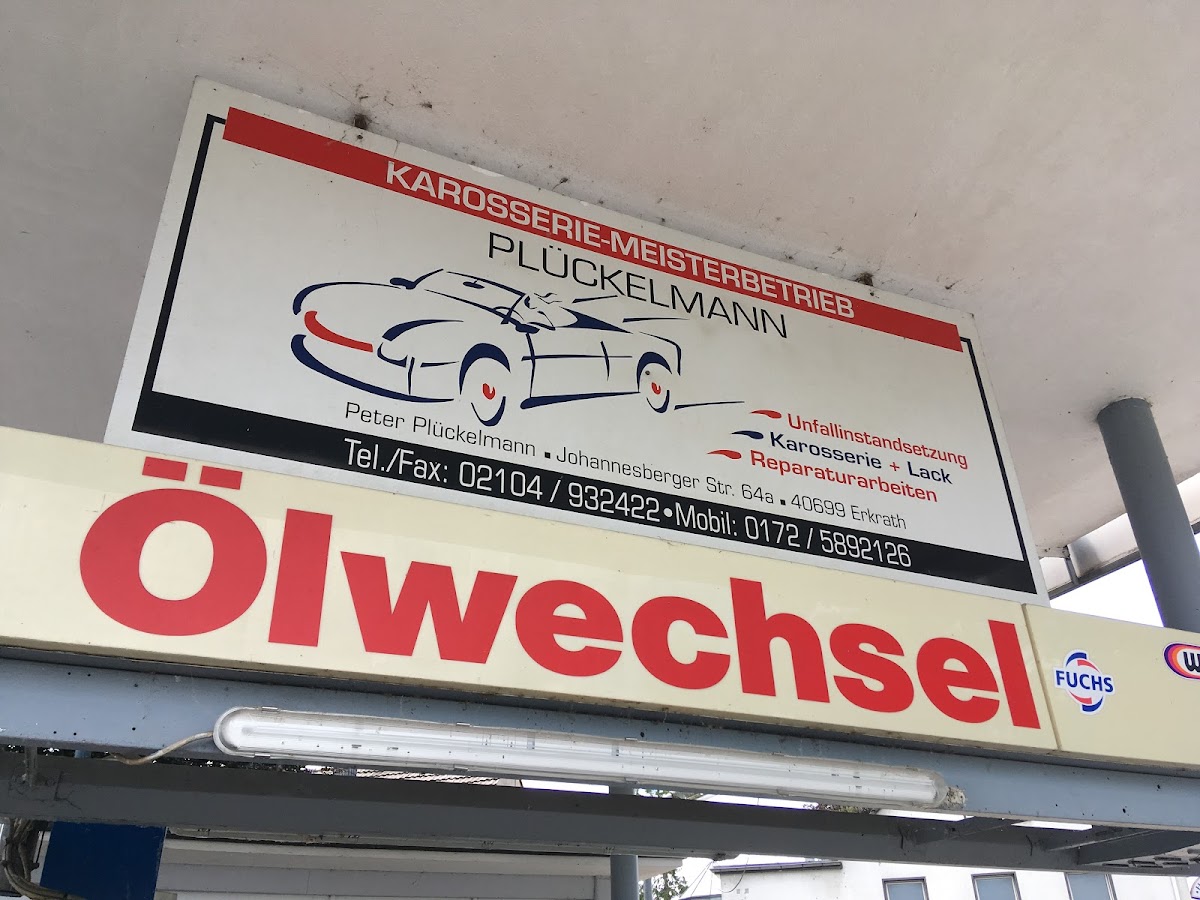 KAROSSERIE-MEISTERBETRIEB
PLÜCKELMANN
Unfallinstandsetzung
Karosserie + Lack
Reparaturarbeiten
Peter Plückelmann ▪ Johannesberger Str. 64a ▪ 40699 Erkrath
Tel./Fax: 02104 / 932422 • Mobil: 0172 / 5892126
Ölwechsel
FUCHS